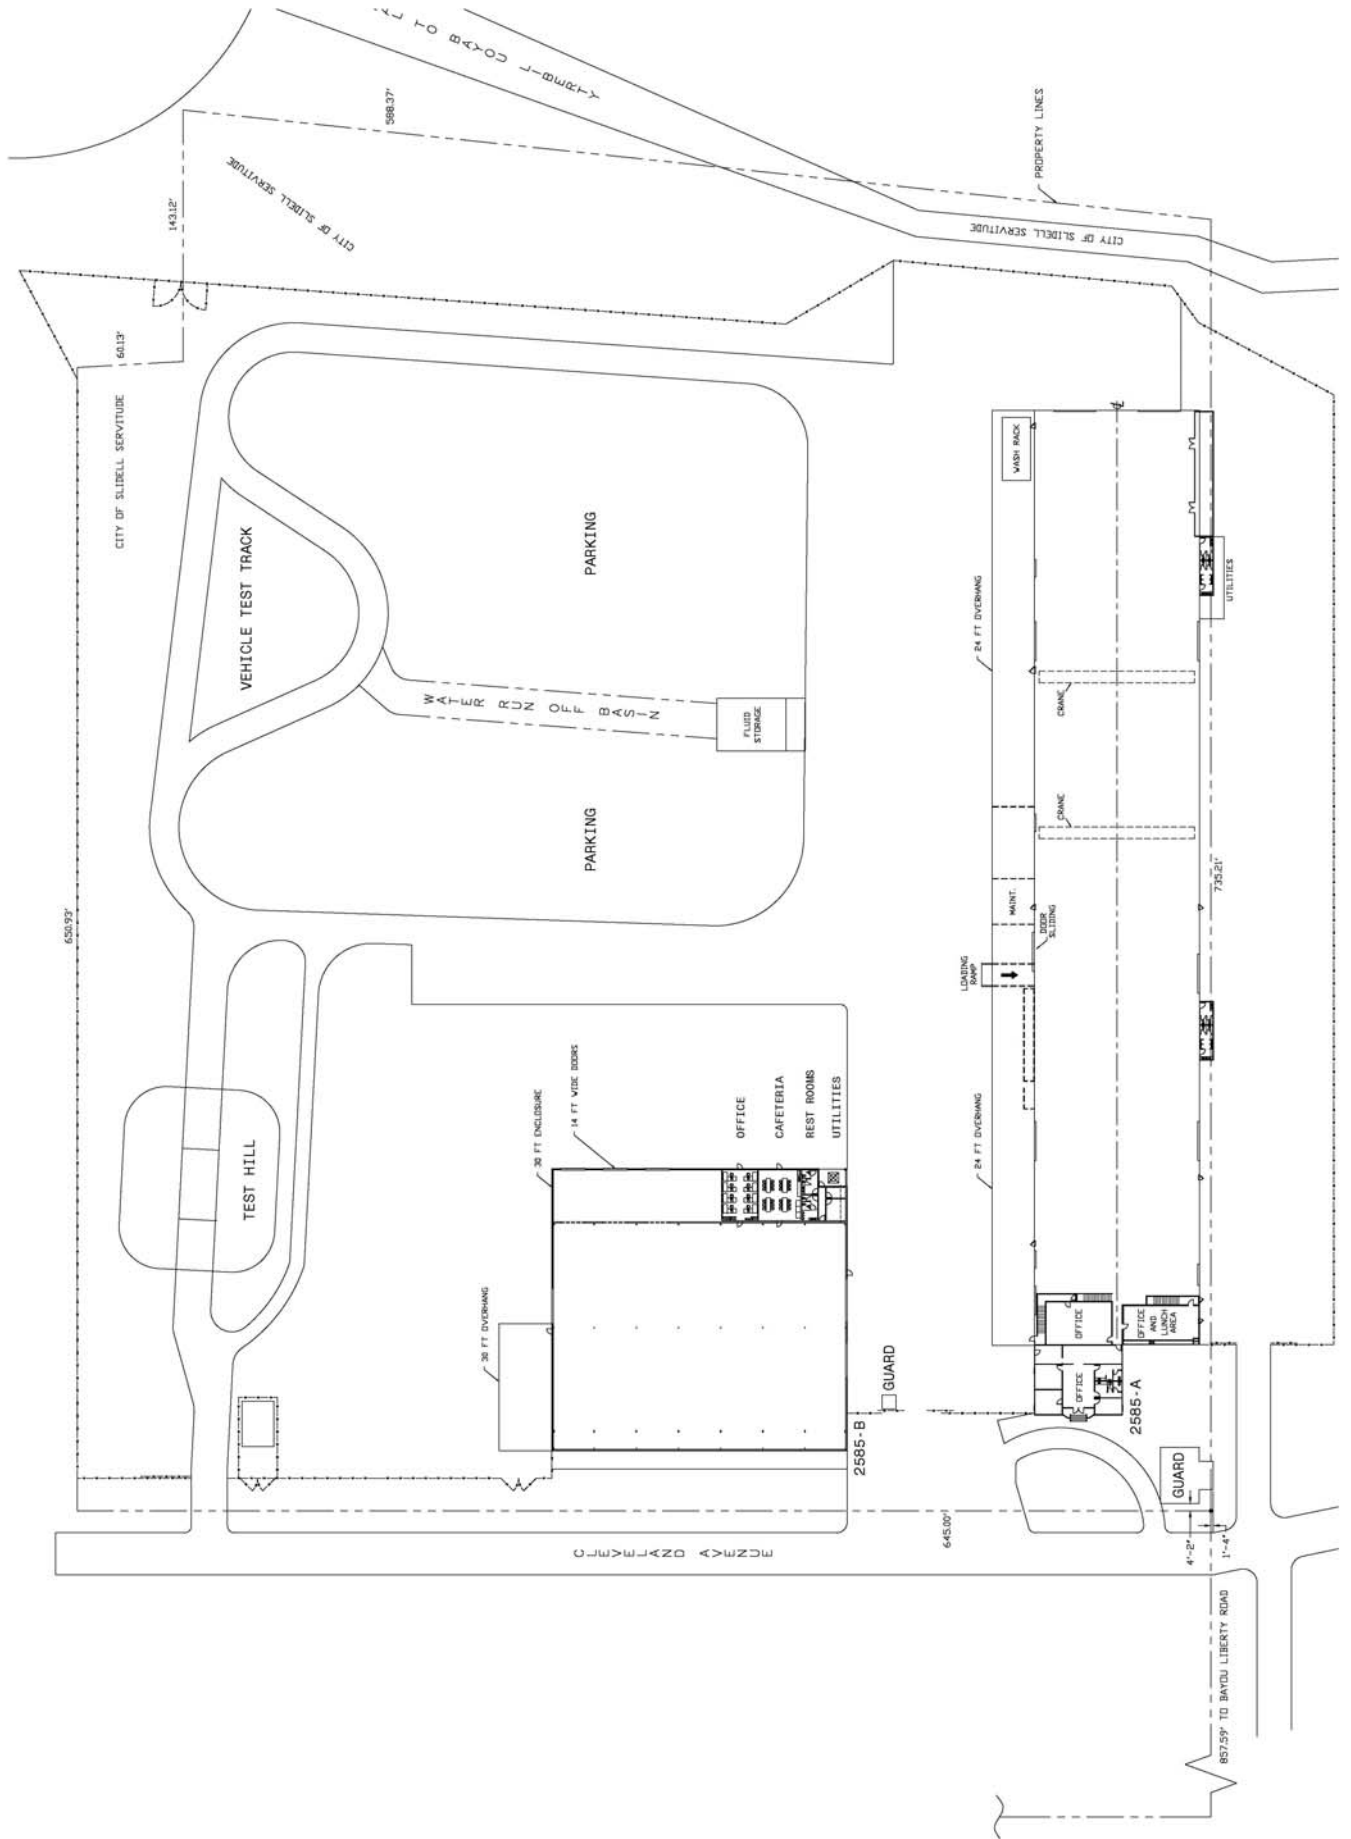 AL TO BAYOU LIBERTY
588.37'
143.12'
CITY OF SLIDELL SERVITUDE
PROPERTY LINES
CITY OF SLIDELL SERVITUDE
60.13'
CITY OF SLIDELL SERVITUDE
VEHICLE TEST TRACK
PARKING
WASH RACK
24 FT OVERHANG
UTILITIES
WATER RUN OFF BASIN
FLUID
STORAGE
CRANE
CRANE
PARKING
735.21'
650.93'
MAINT.
DOOR
SLIDING
LOADING
RAMP
TEST HILL
30 FT ENCLOSURE
14 FT WIDE DOORS
OFFICE
CAFETERIA
REST ROOMS
UTILITIES
24 FT OVERHANG
30 FT OVERHANG
OFFICE
OFFICE
AND
LUNCH
AREA
OFFICE
GUARD
2585-B
2585-A
GUARD
645.00'
CLEVELAND AVENUE
4'-2"
1'-4"
857.59' TO BAYOU LIBERTY ROAD